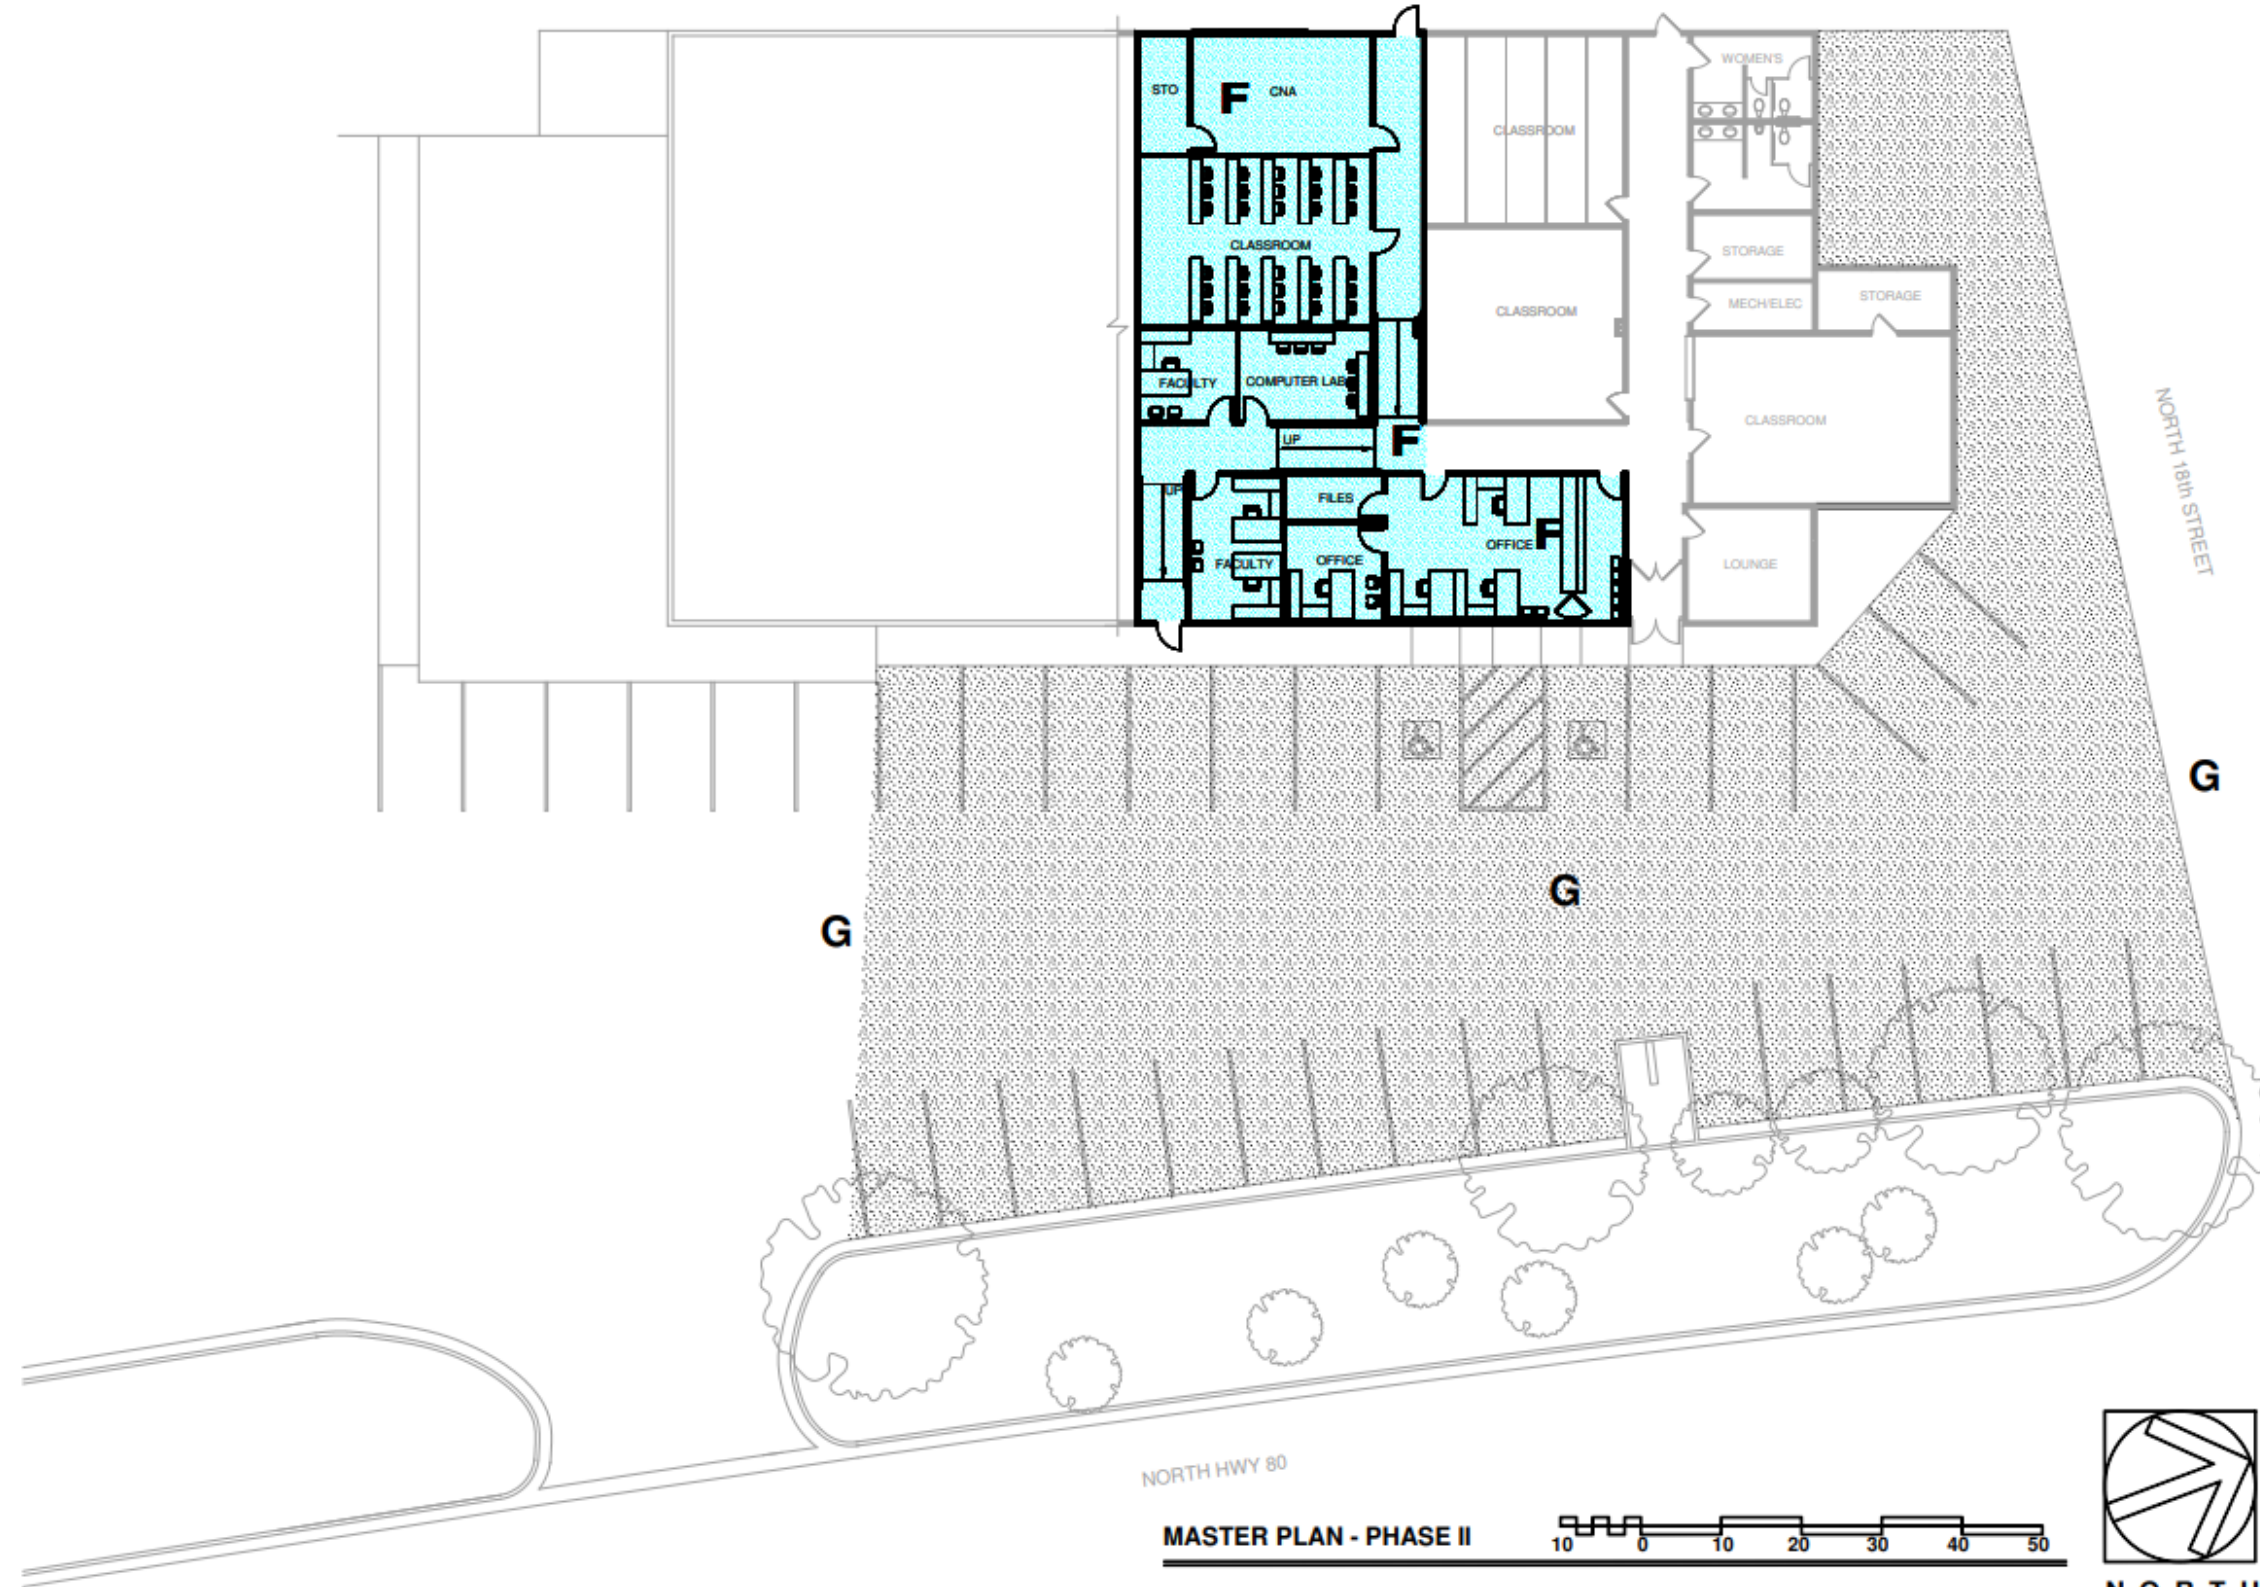 WOMEN'S
STO
F
CNA
CLASSROOM
CLASSROOM
STORAGE
STORAGE
MECH/ELEC
CLASSROOM
FACULTY
COMPUTER LAB
CLASSROOM
NORTH 18th STREET
UP
F
UP
FILES
OFFICE
F
FACULTY
OFFICE
LOUNGE
G
G
G
NORTH HWY 80
MASTER PLAN - PHASE II
10 0 10 20 30 40 50
NORTH